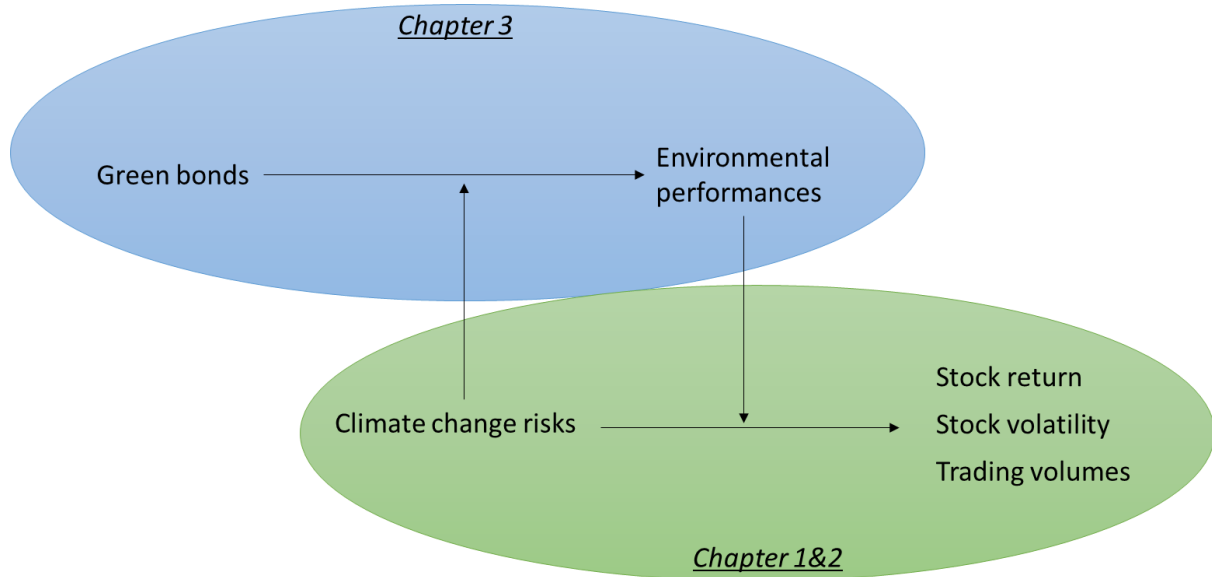 Chapter 3
Green bonds
Environmental
performances
Climate change risks
Stock return
Stock volatility
Trading volumes
Chapter 1&2